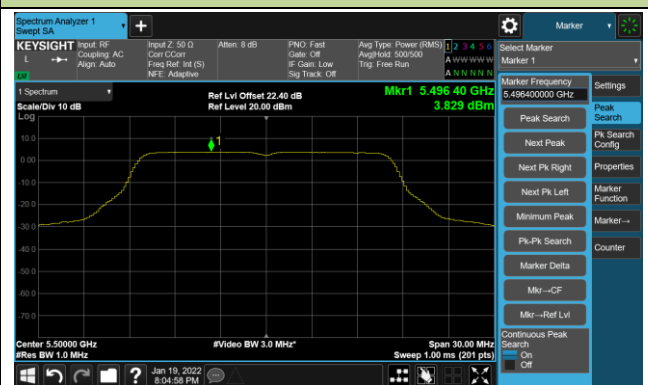 Spectrum Analyzer 1
Swept SA
+
Marker
KEYSIGHT
L
Input: RF
Coupling: AC
Align: Auto
Input Z: 50 Ω
Corr CCorr
Freq Ref: Int (S)
NFE: Adaptive
Atten: 8 dB
PNO: Fast
Gate: Off
IF Gain: Low
Sig Track: Off
Avg Type: Power (RMS)
Avg|Hold: 500/500
Trig: Free Run
1 2 3 4 5 6
A W W W W W
A N N N N N
Select Marker
Marker 1
1 Spectrum
Scale/Div 10 dB
Log
Ref Lvl Offset 22.40 dB
Ref Level 20.00 dBm
Mkr1 5.496 40 GHz
3.829 dBm
1
10.0
0.00
-10.0
-20.0
-30.0
-40.0
-50.0
-60.0
-70.0
Center 5.50000 GHz
#Res BW 1.0 MHz
#Video BW 3.0 MHz*
Span 30.00 MHz
Sweep 1.00 ms (201 pts)
Marker Frequency
5.496400000 GHz
Peak Search
Next Peak
Next Pk Right
Next Pk Left
Minimum Peak
Pk-Pk Search
Marker Delta
Mkr→CF
Mkr→Ref Lvl
Continuous Peak
Search
On
Off
Settings
Peak
Search
Pk Search
Config
Properties
Marker
Function
Marker→
Counter
?
Jan 19, 2022
8:04:58 PM